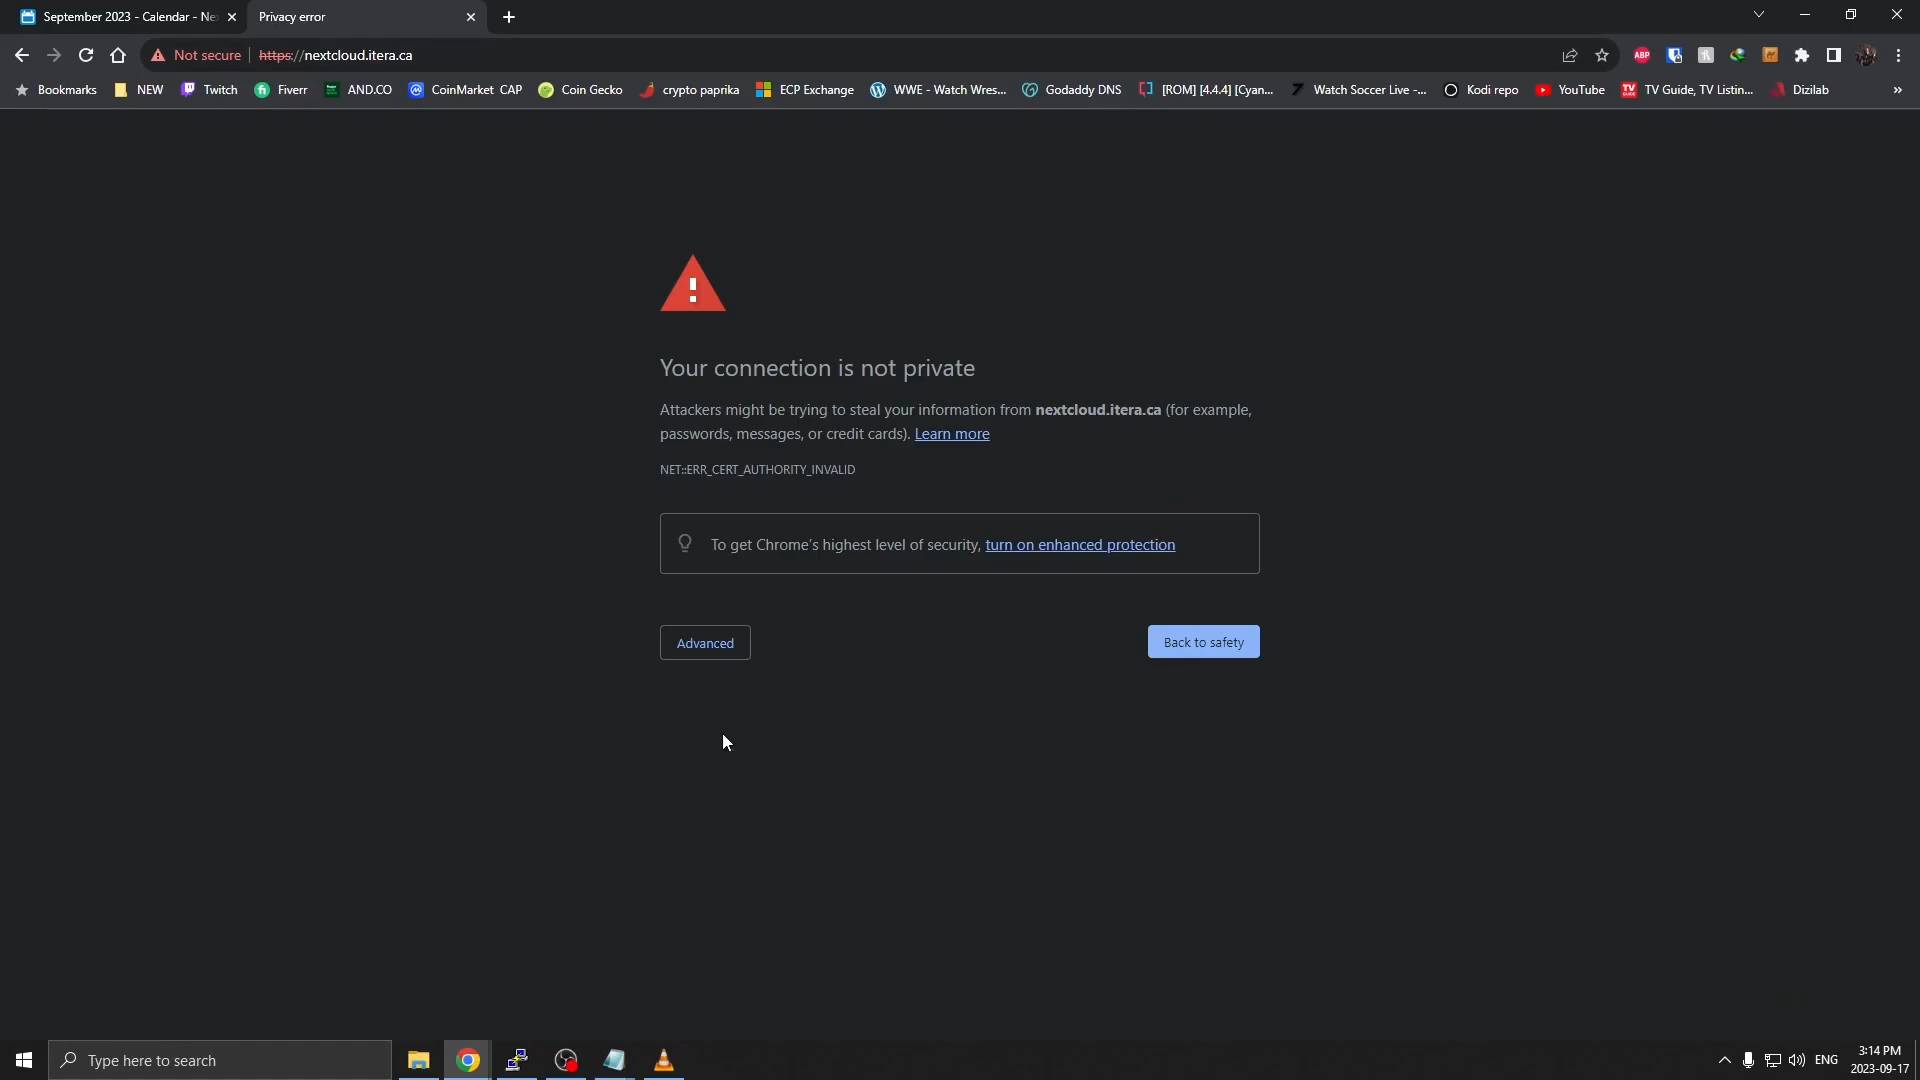 September 2023 - Calendar - Ne
Privacy error
Not secure
https://nextcloud.itera.ca
ABP
Bookmarks
NEW
Twitch
Fiverr
AND.CO
CoinMarket CAP
Coin Gecko
crypto paprika
ECP Exchange
WWE - Watch Wres...
Godaddy DNS
[ROM] [4.4.4] [Cyan...
Watch Soccer Live -...
Kodi repo
YouTube
TV Guide, TV Listin...
Dizilab
»
Your connection is not private
Attackers might be trying to steal your information from nextcloud.itera.ca (for example,
passwords, messages, or credit cards). Learn more
NET::ERR_CERT_AUTHORITY_INVALID
To get Chrome's highest level of security, turn on enhanced protection
Advanced
Back to safety
Type here to search
ENG
3:14 PM
2023-09-17